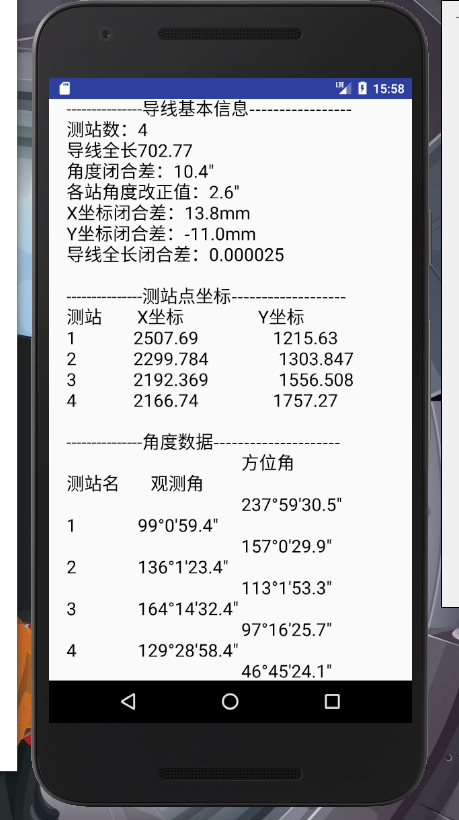 LTE 15:58
---------------导线基本信息-----------------
测站数：4
导线全长702.77
角度闭合差：10.4"
各站角度改正值：2.6"
X坐标闭合差：13.8mm
Y坐标闭合差：-11.0mm
导线全长闭合差：0.000025
---------------测站点坐标-------------------
测站 X坐标 Y坐标
1 2507.69 1215.63
2 2299.784 1303.847
3 2192.369 1556.508
4 2166.74 1757.27
---------------角度数据---------------------
方位角
测站名 观测角
237°59'30.5"
1 99°0'59.4"
157°0'29.9"
2 136°1'23.4"
113°1'53.3"
3 164°14'32.4"
97°16'25.7"
4 129°28'58.4"
46°45'24.1"